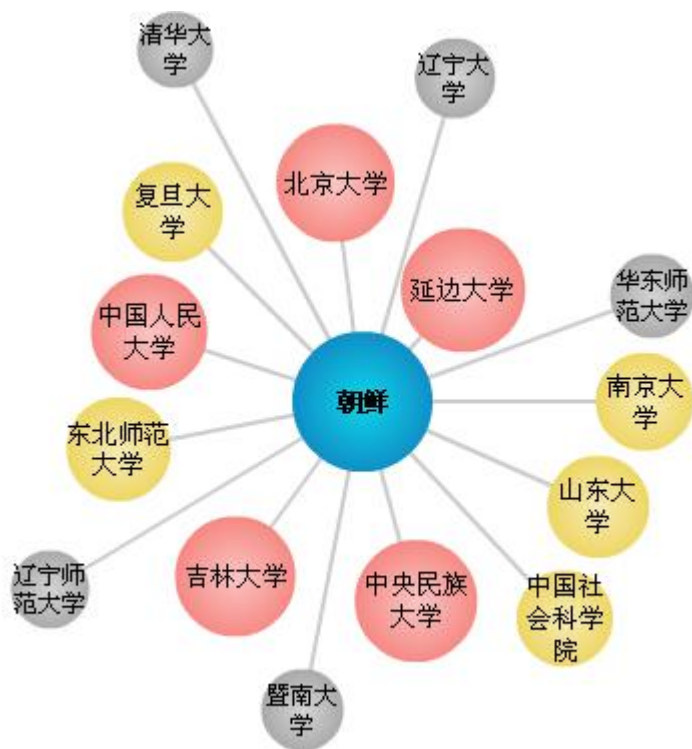 清华大
学
辽宁大
学
北京大学
复旦大
学
延边大学
华东师
范大学
中国人民
大学
朝鲜
南京大
学
东北师范
大学
山东大
学
吉林大学
辽宁师
范大学
中央民族
大学
中国社
会科学
院
暨南大
学